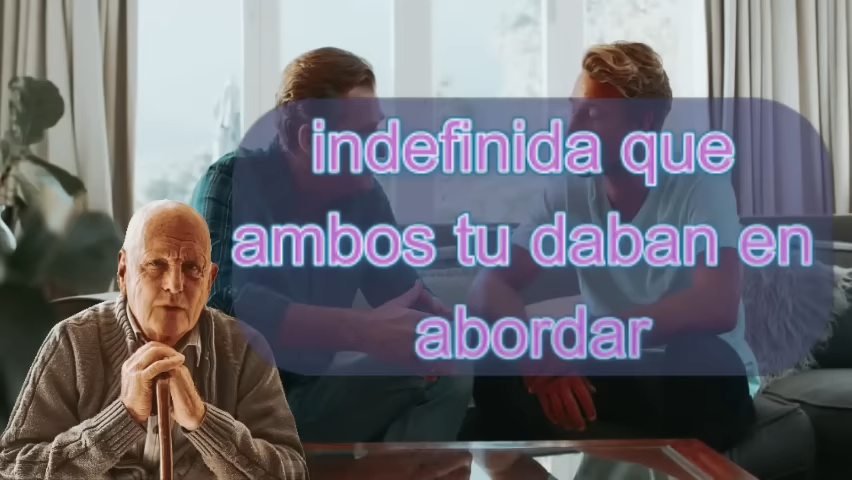 indefinida que
ambos tu daban en
abordar